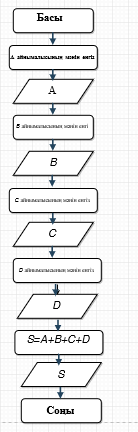 Басы
А айнымалысының мәнін енгіз
A
B айнымалысының мәнін енгіз
B
C айнымалысының мәнін енгіз
C
D айнымалысының мәнін енгіз
D
S=A+B+C+D
S
Соңы